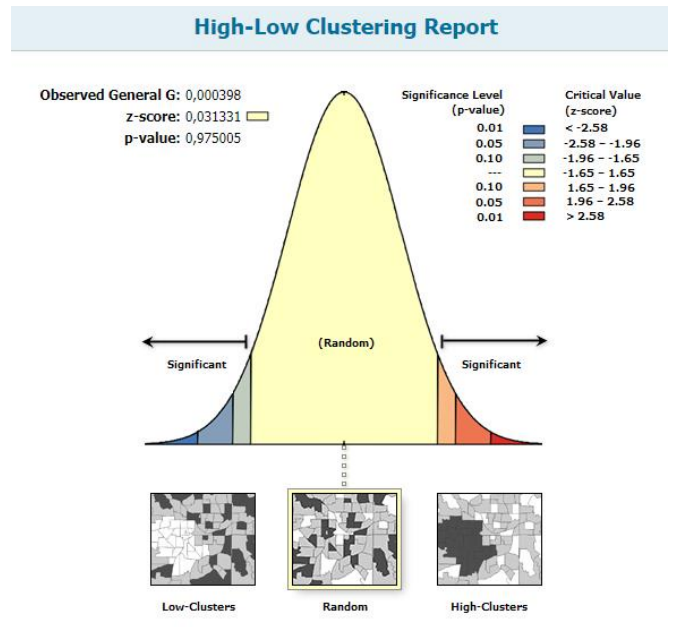 High-Low Clustering Report
Observed General G: 0,000398
z-score: 0,031331
p-value: 0,975005
Significance Level
(p-value)
Critical Value
(z-score)
0.01 < -2.58
0.05 -2.58 – -1.96
0.10 -1.96 – -1.65
--- -1.65 – 1.65
0.10 1.65 – 1.96
0.05 1.96 – 2.58
0.01 > 2.58
Significant
(Random)
Significant
Low-Clusters
Random
High-Clusters